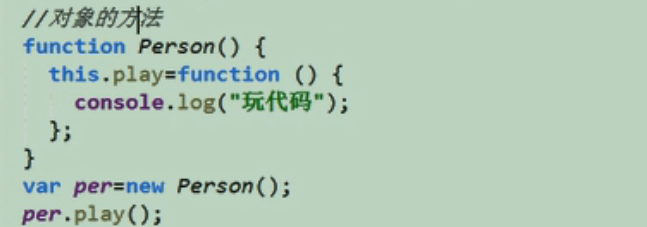 //对象的方法
function Person() {
  this.play=function () {
    console.log("玩代码");
  };
}
var per=new Person();
per.play();